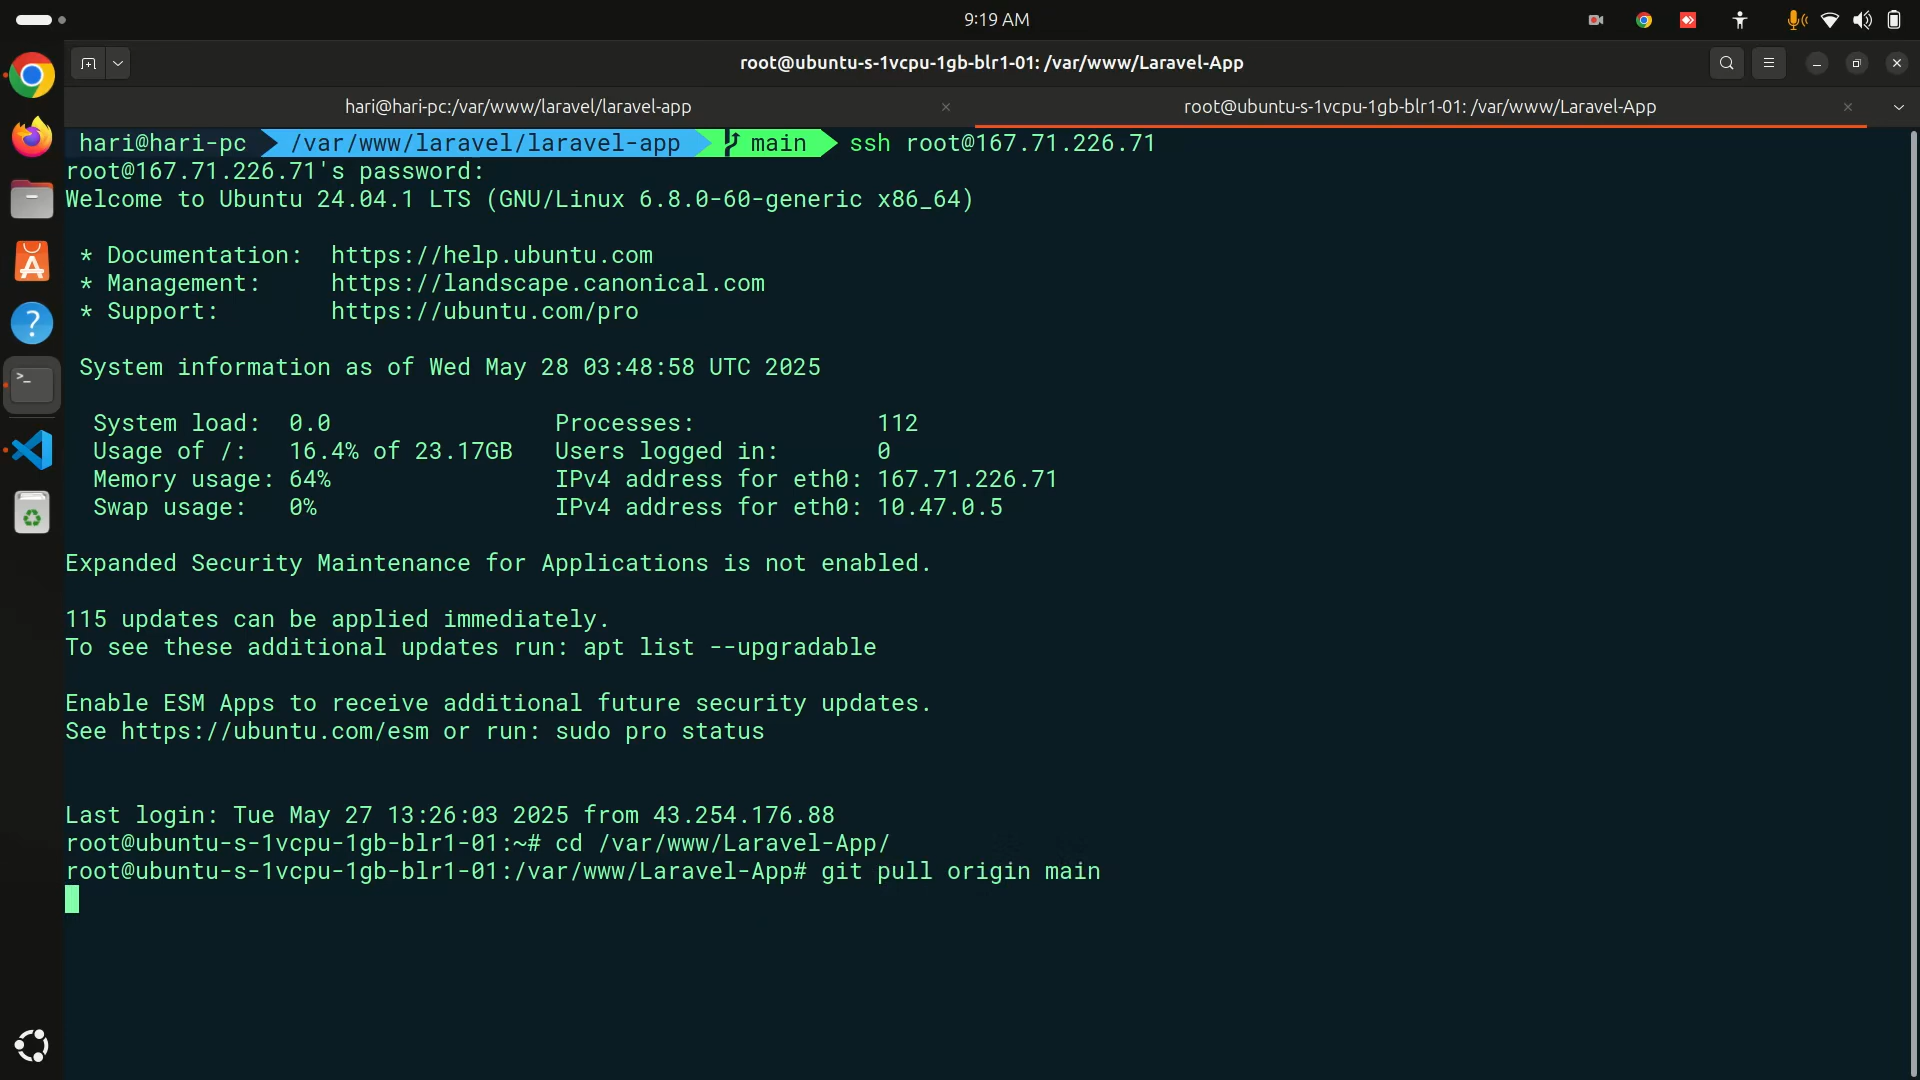 9:19 AM
root@ubuntu-s-1vcpu-1gb-blr1-01: /var/www/Laravel-App
hari@hari-pc:/var/www/laravel/laravel-app
root@ubuntu-s-1vcpu-1gb-blr1-01: /var/www/Laravel-App
hari@hari-pc /var/www/laravel/laravel-app main ssh root@167.71.226.71
root@167.71.226.71's password:
Welcome to Ubuntu 24.04.1 LTS (GNU/Linux 6.8.0-60-generic x86_64)
* Documentation: https://help.ubuntu.com
* Management: https://landscape.canonical.com
* Support: https://ubuntu.com/pro
System information as of Wed May 28 03:48:58 UTC 2025
System load: 0.0 Processes: 112
Usage of /: 16.4% of 23.17GB Users logged in: 0
Memory usage: 64% IPv4 address for eth0: 167.71.226.71
Swap usage: 0% IPv4 address for eth0: 10.47.0.5
Expanded Security Maintenance for Applications is not enabled.
115 updates can be applied immediately.
To see these additional updates run: apt list --upgradable
Enable ESM Apps to receive additional future security updates.
See https://ubuntu.com/esm or run: sudo pro status
Last login: Tue May 27 13:26:03 2025 from 43.254.176.88
root@ubuntu-s-1vcpu-1gb-blr1-01:~# cd /var/www/Laravel-App/
root@ubuntu-s-1vcpu-1gb-blr1-01:/var/www/Laravel-App# git pull origin main